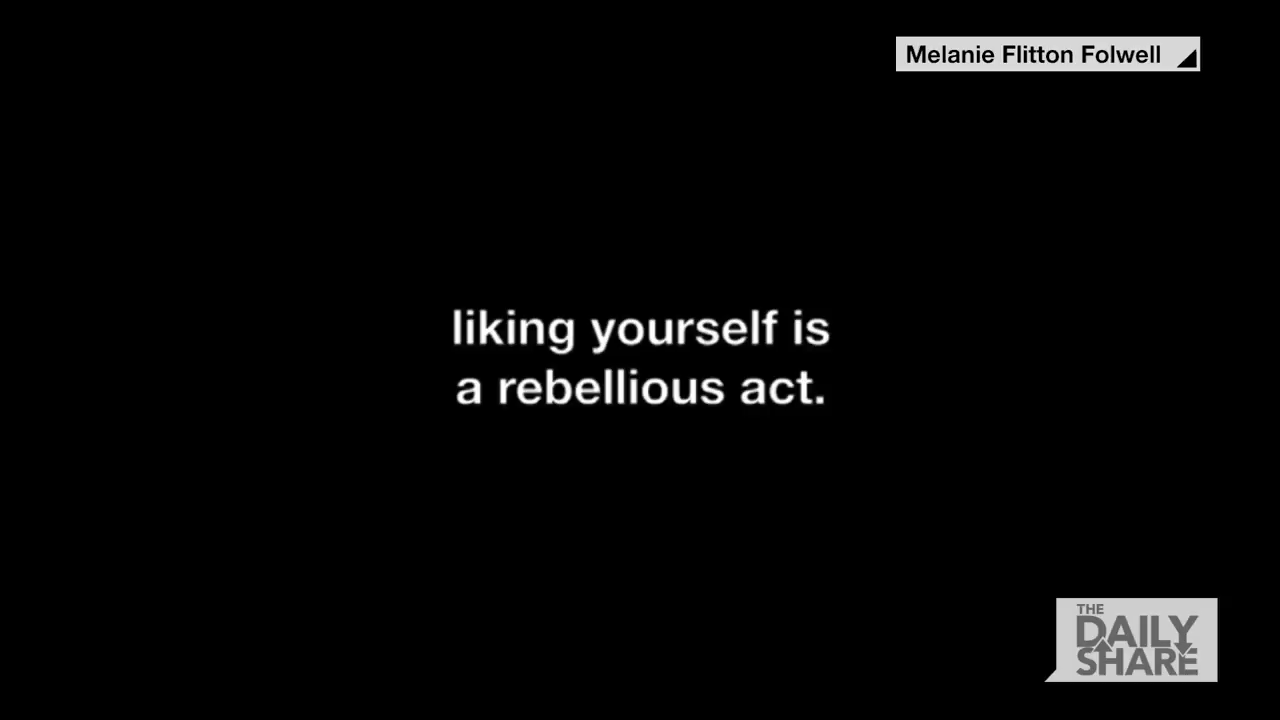 Melanie Flitton Folwell
liking yourself is
a rebellious act.
THE
DAILY
SHARE